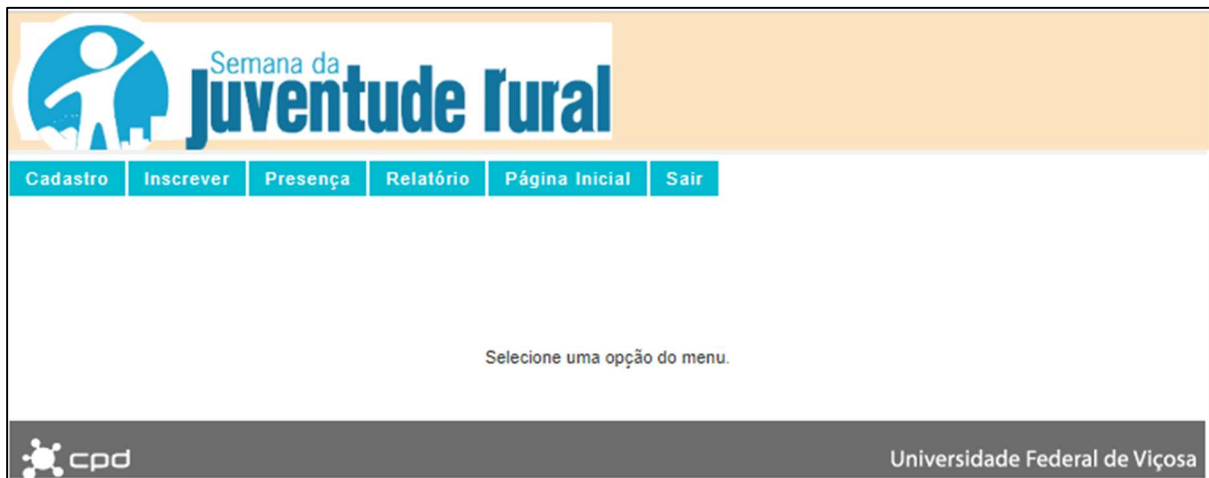 Semana da
Juventude rural
Cadastro Inscrever Presença Relatório Página Inicial Sair
Selecione uma opção do menu.
cpd Universidade Federal de Viçosa